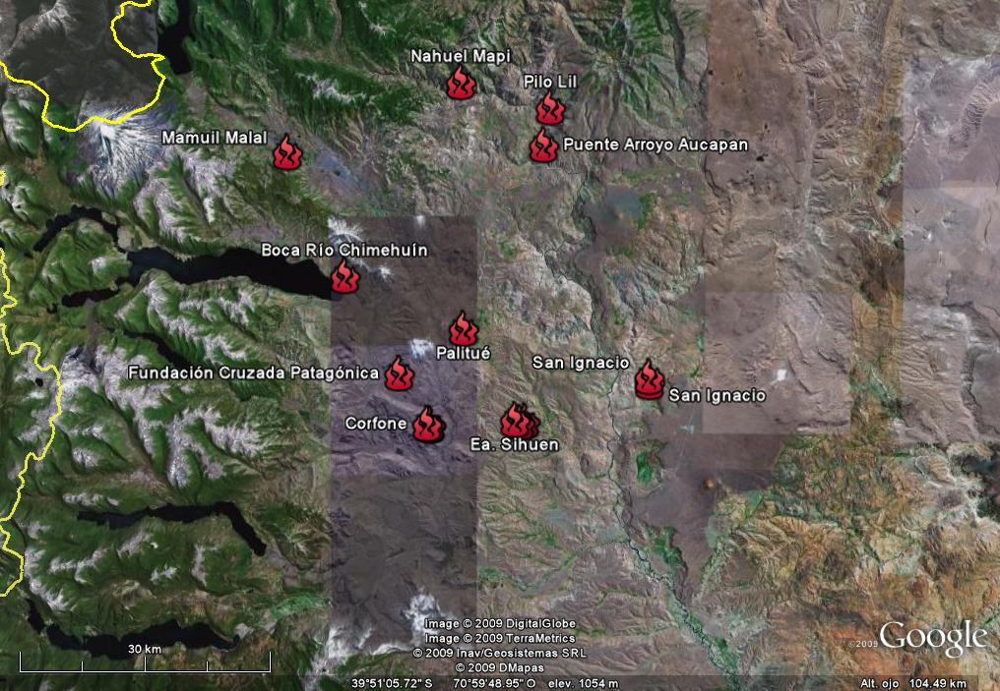 Nahuel Mapi
Pilo Lil
Mamuil Malal
Puente Arroyo Aucapan
Boca Río Chimehuín
Palitué
San Ignacio
Fundación Cruzada Patagónica
San Ignacio
Corfone
Ea. Sihuen
Image © 2009 DigitalGlobe
Image © 2009 TerraMetrics
© 2009 Inav/Geosistemas SRL
© 2009 DMapas
©2009 Google
30 km
39°51'05.72" S 70°59'48.95" O elev. 1054 m
Alt. ojo 104.49 km